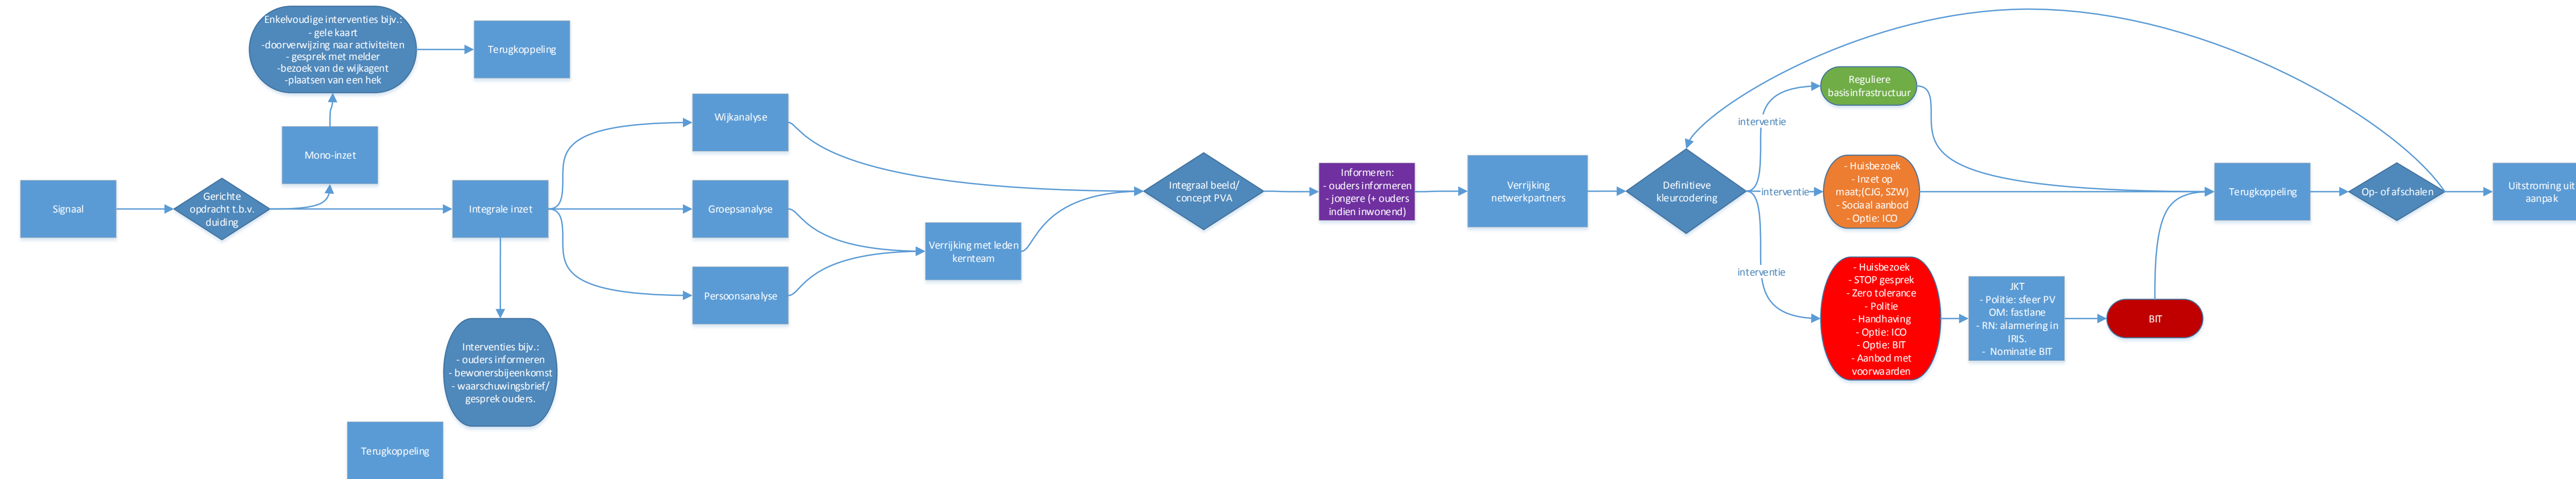 Enkelvoudige interventies bijv.:
- gele kaart
-doorverwijzing naar activiteiten
- gesprek met melder
-bezoek van de wijkagent
-plaatsen van een hek
Terugkoppeling
Mono-inzet
Signaal
Gerichte
opdracht t.b.v.
duiding
Integrale inzet
Interventies bijv.:
- ouders informeren
- bewonersbijeenkomst
- waarschuwingsbrief/
gesprek ouders.
Terugkoppeling
Wijkanalyse
Groepsanalyse
Persoonsanalyse
Verrijking met leden
kernteam
Integraal beeld/
concept PVA
Informeren:
- ouders informeren
- jongere (+ ouders
indien inwonend)
Verrijking
netwerkpartners
Definitieve
kleurcodering
interventie
interventie
interventie
Reguliere
basisinfrastructuur
- Huisbezoek
- Inzet op
maat;(CJG, SZW)
- Sociaal aanbod
- Optie: ICO
- Huisbezoek
- STOP gesprek
- Zero tolerance
- Politie
- Handhaving
- Optie: ICO
- Optie: BIT
- Aanbod met
voorwaarden
JKT
- Politie: sfeer PV
OM: fastlane
- RN: alarmering in
IRIS.
- Nominatie BIT
BIT
Terugkoppeling
Op- of afschalen
Uitstroming uit
aanpak